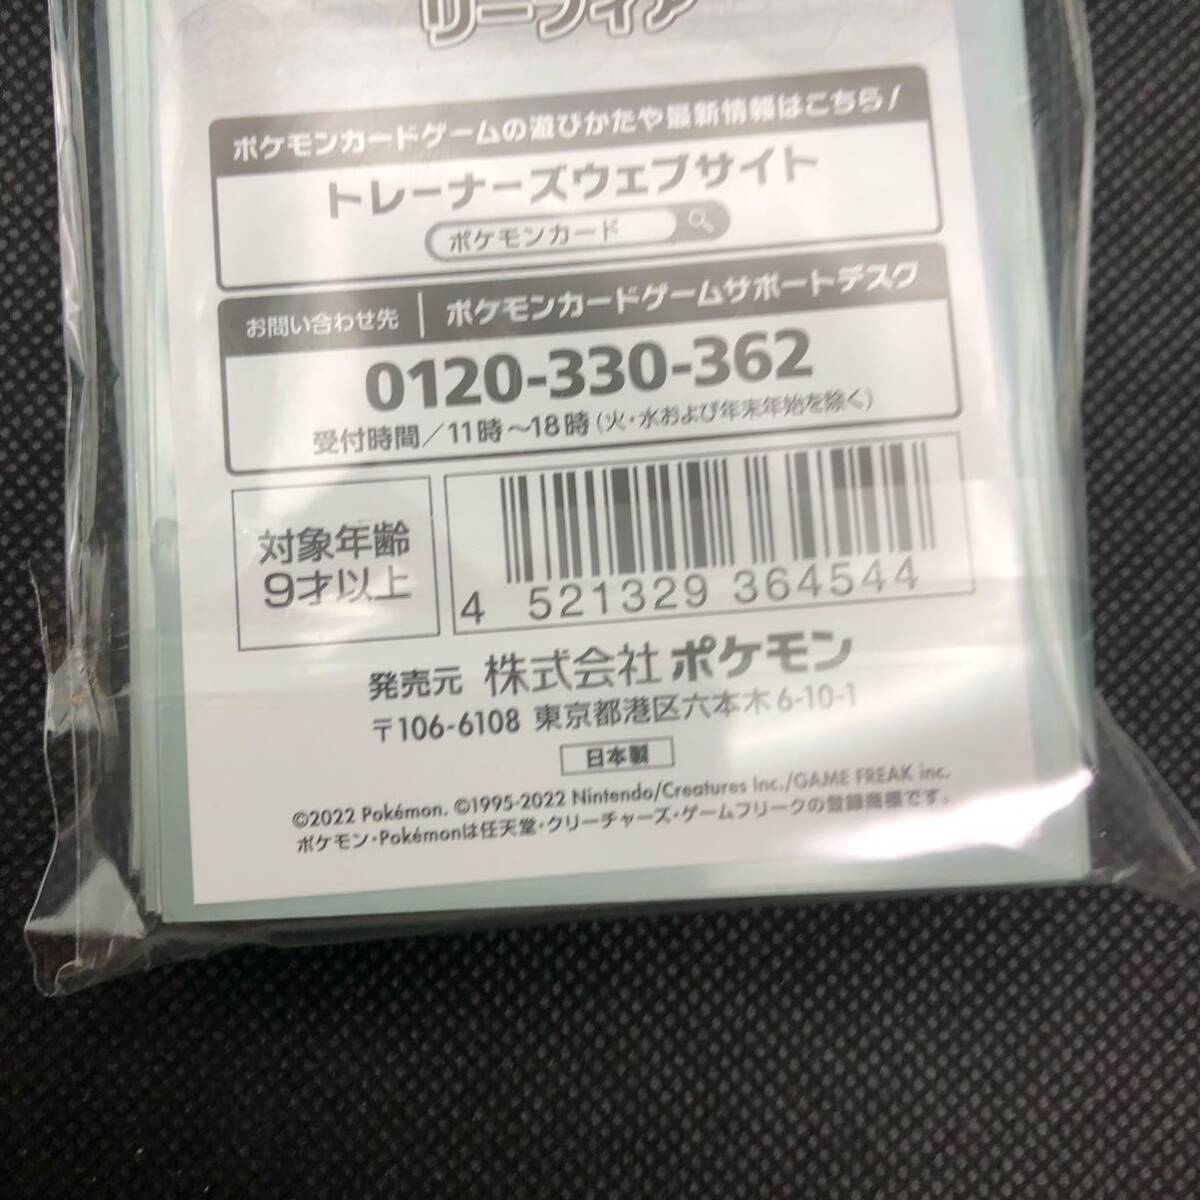 リーフィア
ポケモンカードゲームの遊びかたや最新情報はこちら!
トレーナーズウェブサイト
ポケモンカード
お問い合わせ先 ポケモンカードゲームサポートデスク
0120-330-362
受付時間/11時〜18時(火・水および年末年始を除く)
対象年齢
9才以上
4 521329 364544
発売元 株式会社ポケモン
〒106-6108 東京都港区六本木6-10-1
日本製
©2022 Pokémon. ©1995-2022 Nintendo/Creatures Inc./GAME FREAK inc.
ポケモン・Pokémonは任天堂・クリーチャーズ・ゲームフリークの登録商標です。